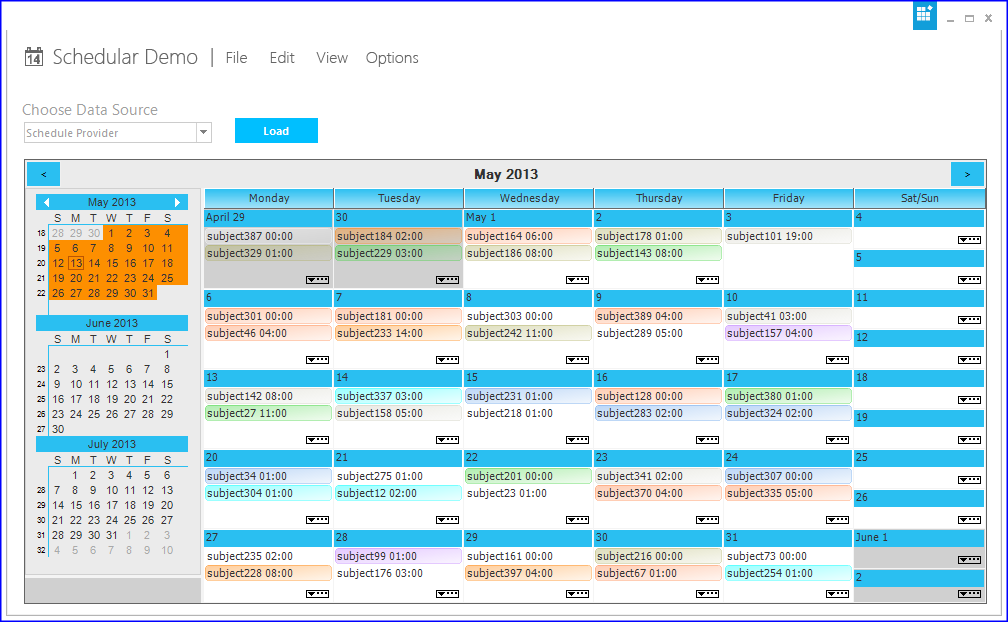 14 Schedular Demo | File Edit View Options
Choose Data Source
Schedule Provider Load
< May 2013 >
May 2013
S M T W T F S
18 28 29 30 1 2 3 4
19 5 6 7 8 9 10 11
20 12 13 14 15 16 17 18
21 19 20 21 22 23 24 25
22 26 27 28 29 30 31
June 2013
S M T W T F S
1
23 2 3 4 5 6 7 8
24 9 10 11 12 13 14 15
25 16 17 18 19 20 21 22
26 23 24 25 26 27 28 29
27 30
July 2013
S M T W T F S
1 2 3 4 5 6
28 7 8 9 10 11 12 13
29 14 15 16 17 18 19 20
30 21 22 23 24 25 26 27
31 28 29 30 31 1 2 3
32 4 5 6 7 8 9 10
Monday Tuesday Wednesday Thursday Friday Sat/Sun
April 29 30 May 1 2 3 4
subject387 00:00 subject184 02:00 subject164 06:00 subject178 01:00 subject101 19:00
subject329 01:00 subject229 03:00 subject186 08:00 subject143 08:00
5
6 7 8 9 10 11
subject301 00:00 subject181 00:00 subject303 00:00 subject389 04:00 subject41 03:00
subject46 04:00 subject233 14:00 subject242 11:00 subject289 05:00 subject157 04:00
12
13 14 15 16 17 18
subject142 08:00 subject337 03:00 subject231 01:00 subject128 00:00 subject380 01:00
subject27 11:00 subject158 05:00 subject218 01:00 subject283 02:00 subject324 02:00
19
20 21 22 23 24 25
subject34 01:00 subject275 01:00 subject201 00:00 subject341 02:00 subject307 00:00
subject304 01:00 subject12 02:00 subject23 01:00 subject370 04:00 subject335 05:00
26
27 28 29 30 31 June 1
subject235 02:00 subject99 01:00 subject161 00:00 subject216 00:00 subject73 00:00
subject228 08:00 subject176 03:00 subject397 04:00 subject67 01:00 subject254 01:00
2